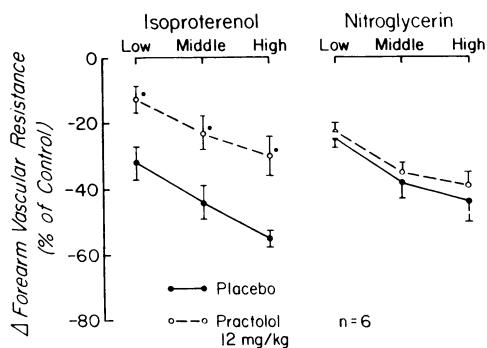 Isoproterenol Nitroglycerin
Low Middle High Low Middle High
0
-20
-40
-60
-80
Δ Forearm Vascular Resistance
(% of Control)
Placebo
Practolol n=6
12 mg/kg